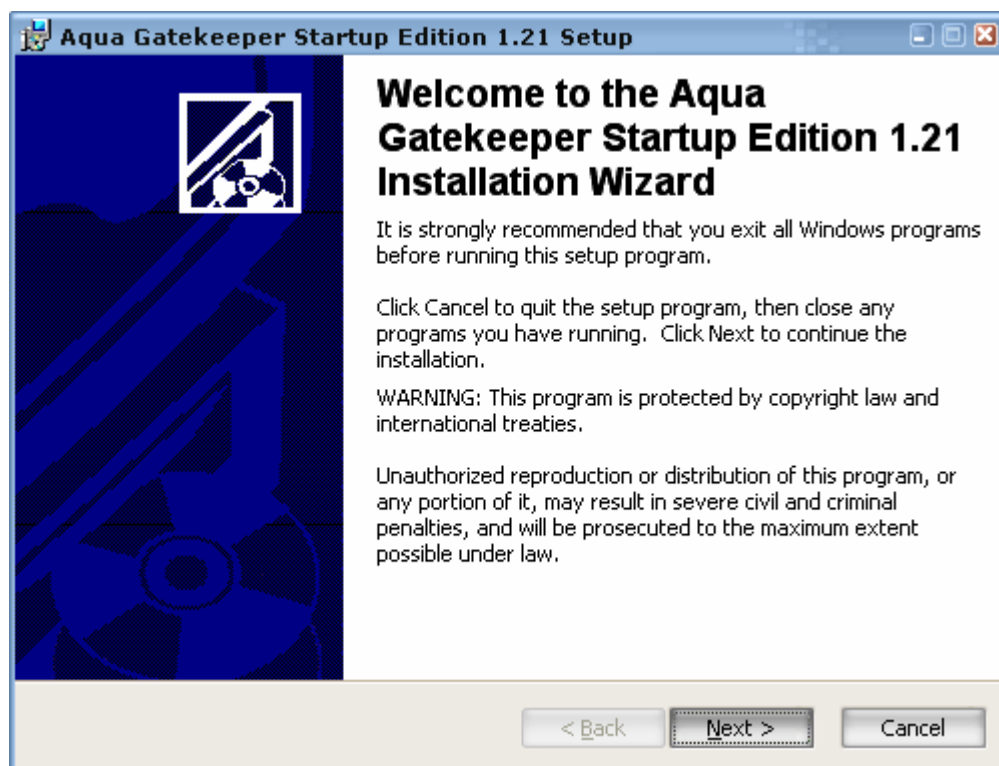 Aqua Gatekeeper Startup Edition 1.21 Setup
Welcome to the Aqua
Gatekeeper Startup Edition 1.21
Installation Wizard
It is strongly recommended that you exit all Windows programs
before running this setup program.
Click Cancel to quit the setup program, then close any
programs you have running. Click Next to continue the
installation.
WARNING: This program is protected by copyright law and
international treaties.
Unauthorized reproduction or distribution of this program, or
any portion of it, may result in severe civil and criminal
penalties, and will be prosecuted to the maximum extent
possible under law.
< Back
Next >
Cancel